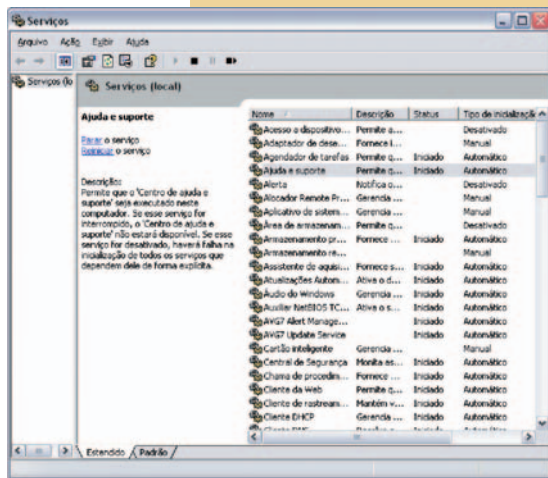 Serviços
Arquivo Ação Exibir Ajuda
Serviços (lo
Serviços (local)
Ajuda e suporte
Parar o serviço
Reiniciar o serviço
Descrição:
Permite que o 'Centro de ajuda e
suporte' seja executado neste
computador. Se esse serviço for
interrompido, o 'Centro de ajuda e
suporte' não estará disponível. Se esse
serviço for desativado, haverá falha na
inicialização de todos os serviços que
dependem dele de forma explícita.
Nome Descrição Status Tipo de inicializaçã
Acesso a dispositivo... Permite a... Desativado
Adaptador de dese... Fornece i... Manual
Agendador de tarefas Permite q... Iniciado Automático
Ajuda e suporte Permite q... Iniciado Automático
Alerta Notifica o... Desativado
Alocador Remote Pr... Gerencia ... Manual
Aplicativo de sistem... Gerencia ... Manual
Área de armazenam... Permite q... Desativado
Armazenamento pr... Fornece ... Iniciado Automático
Armazenamento re... Manual
Assistente de aquisi... Fornece s... Iniciado Automático
Atualizações Autom... Ativa o d... Iniciado Automático
Áudio do Windows Gerencia ... Iniciado Automático
Auxiliar NetBIOS TC... Ativa o s... Iniciado Automático
AVG7 Alert Manage... Iniciado Automático
AVG7 Update Service Iniciado Automático
Cartão inteligente Gerencia ... Manual
Central de Segurança Monita es... Iniciado Automático
Chama de procedim... Fornece ... Iniciado Automático
Cliente da Web Permite q... Iniciado Automático
Cliente de rastream... Mantém v... Iniciado Automático
Cliente DHCP Gerencia ... Iniciado Automático
Estendido Padrão